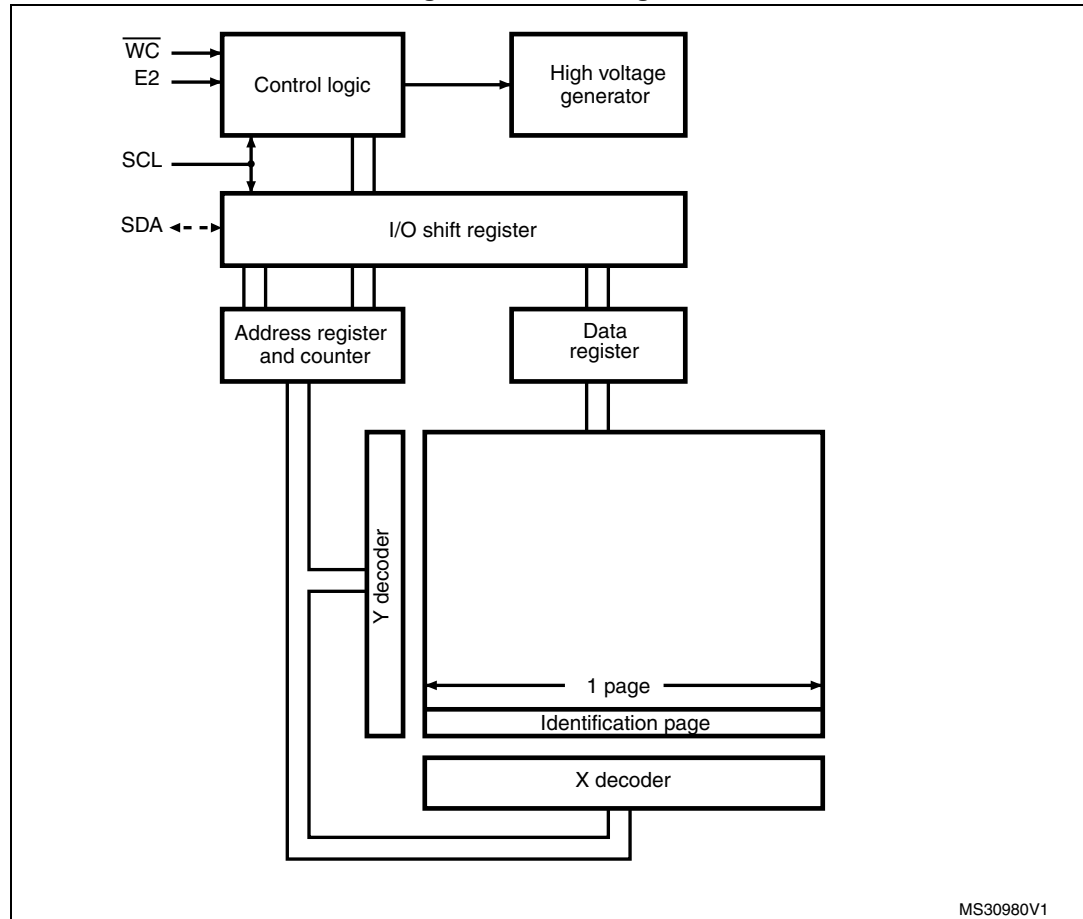 WC
E2
Control logic
High voltage
generator
SCL
SDA
I/O shift register
Address register
and counter
Data
register
Y decoder
1 page
Identification page
X decoder
MS30980V1